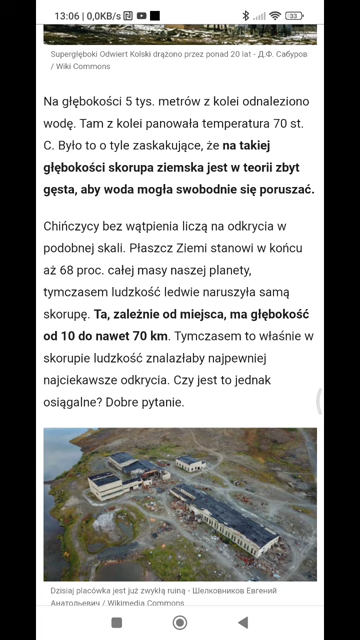 13:06 | 0,0KB/s
33
Supergłęboki Odwiert Kolski drążono przez ponad 20 lat - Д.Ф. Сабуров
/ Wiki Commons
Na głębokości 5 tys. metrów z kolei odnaleziono
wodę. Tam z kolei panowała temperatura 70 st.
C. Było to o tyle zaskakujące, że na takiej
głębokości skorupa ziemska jest w teorii zbyt
gęsta, aby woda mogła swobodnie się poruszać.
Chińczycy bez wątpienia liczą na odkrycia w
podobnej skali. Płaszcz Ziemi stanowi w końcu
aż 68 proc. całej masy naszej planety,
tymczasem ludzkość ledwie naruszyła samą
skorupę. Ta, zależnie od miejsca, ma głębokość
od 10 do nawet 70 km. Tymczasem to właśnie w
skorupie ludzkość znalazłaby najpewniej
najciekawsze odkrycia. Czy jest to jednak
osiągalne? Dobre pytanie.
Dzisiaj placówka jest już zwykłą ruiną - Шелковников Евгений
Анатольевич / Wikimedia Commons